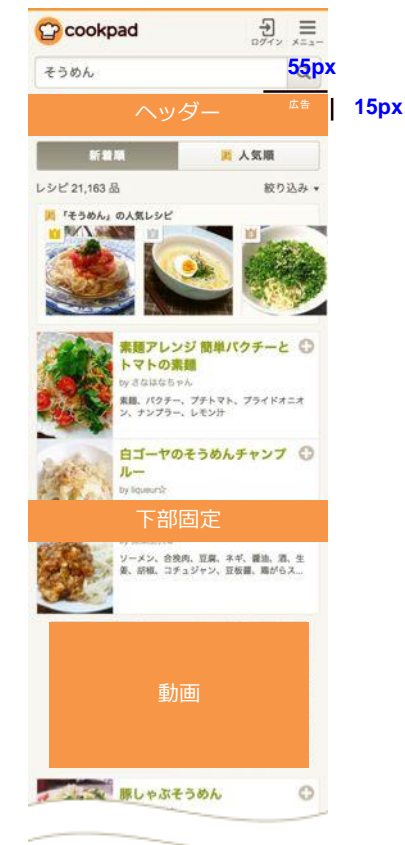 cookpad
ログイン メニュー
そうめん
55px
ヘッダー
広告
15px
新着順
人気順
レシピ 21,163 品
絞り込み ▼
「そうめん」の人気レシピ
1
2
3
素麺アレンジ 簡単パクチーと
トマトの素麺
by さなはなちゃん
素麺、パクチー、プチトマト、フライドオニオ
ン、ナンプラー、レモン汁
白ゴーヤのそうめんチャンプ
ルー
by liqueur☆
下部固定
ソーメン、合挽肉、豆腐、ネギ、醤油、酒、生
姜、胡椒、コチュジャン、豆板醤、鶏がらス...
動画
豚しゃぶそうめん